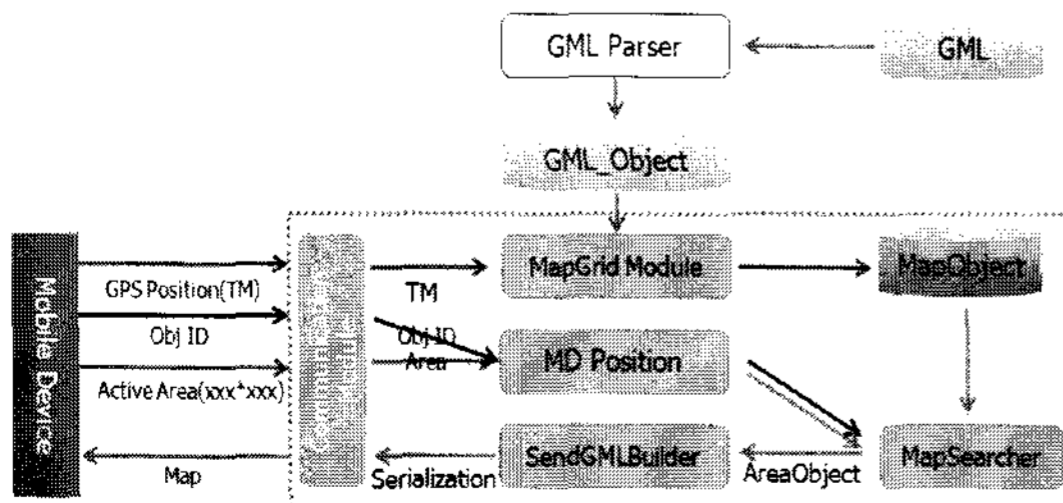 GML Parser
GML
GML_Object
Mobile Device
GPS Position(TM)
Obj ID
Active Area(xxx*xxx)
Map
TM
Obj ID
Area
Serialization
MapGrid Module
MapObject
MD Position
SendGMLBuilder
AreaObject
MapSearcher